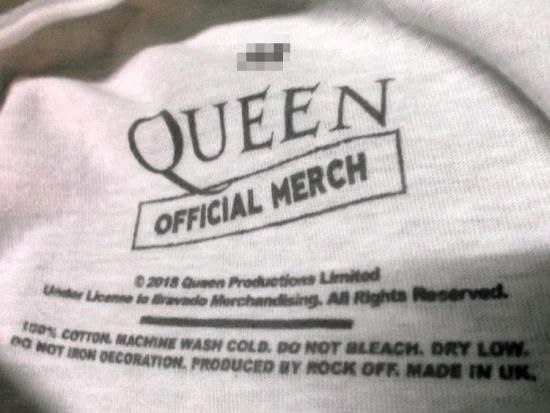 QUEEN
OFFICIAL MERCH
© 2018 Queen Productions Limited
Under License to Bravado Merchandising. All Rights Reserved.
100% COTTON. MACHINE WASH COLD. DO NOT BLEACH. DRY LOW.
DO NOT IRON DECORATION. PRODUCED BY ROCK OFF. MADE IN UK.